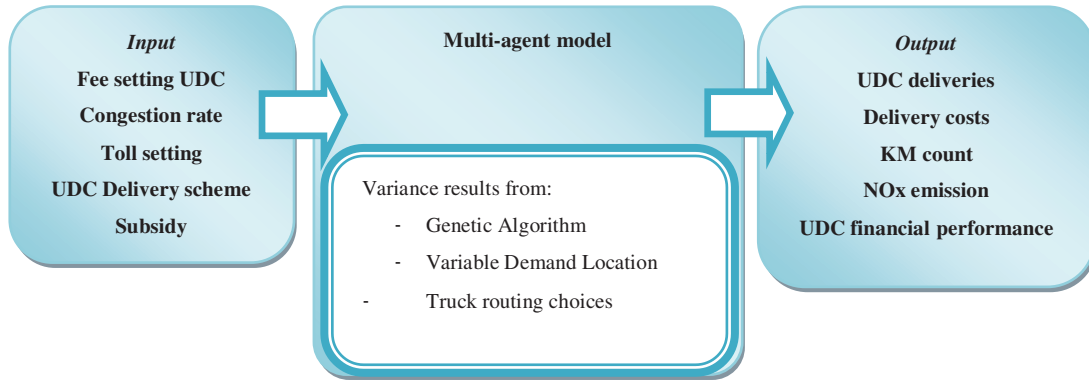 Input
Fee setting UDC
Congestion rate
Toll setting
UDC Delivery scheme
Subsidy
Multi-agent model
Variance results from:
- Genetic Algorithm
- Variable Demand Location
- Truck routing choices
Output
UDC deliveries
Delivery costs
KM count
NOx emission
UDC financial performance